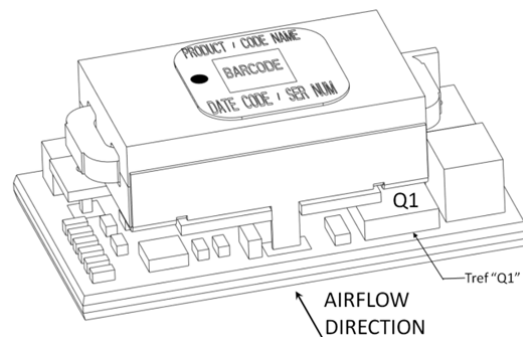 PRODUCT / CODE NAME
BARCODE
DATE CODE / SER NUM
Q1
Tref "Q1"
AIRFLOW
DIRECTION